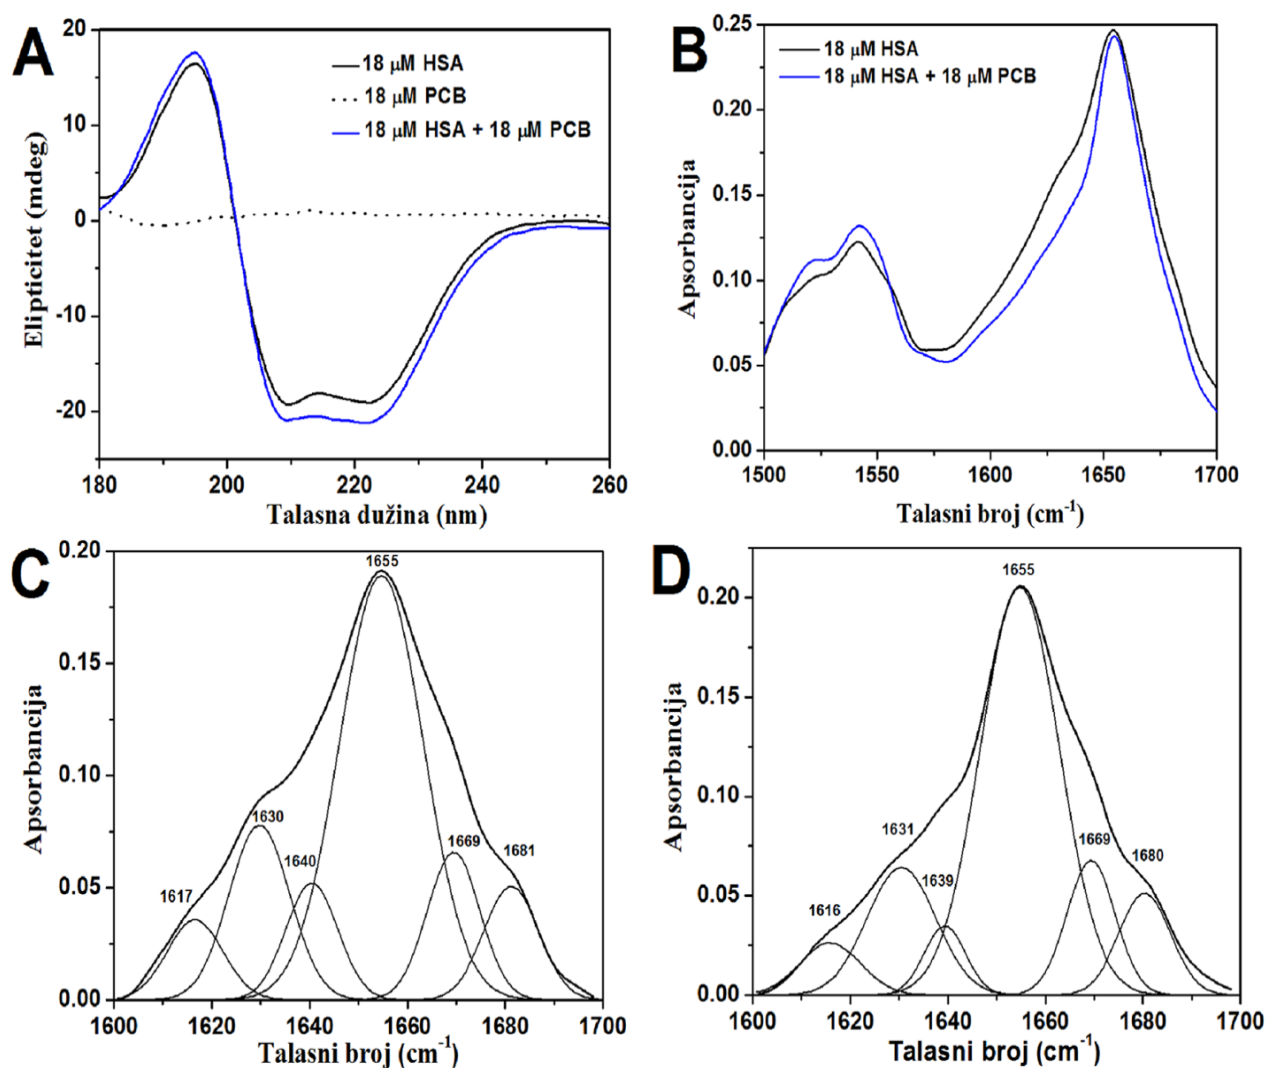 A
20
10
0
-10
-20
180 200 220 240 260
Elipticitet (mdeg)
Talasna dužina (nm)
18 μM HSA
18 μM PCB
18 μM HSA + 18 μM PCB
B
0.25
0.20
0.15
0.10
0.05
0.00
1500 1550 1600 1650 1700
Apsorbancija
Talasni broj (cm-1)
18 μM HSA
18 μM HSA + 18 μM PCB
C
0.20
0.15
0.10
0.05
0.00
1600 1620 1640 1660 1680 1700
Apsorbancija
Talasni broj (cm-1)
1655
1630
1640
1669
1681
1617
D
0.20
0.15
0.10
0.05
0.00
1600 1620 1640 1660 1680 1700
Apsorbancija
Talasni broj (cm-1)
1655
1631
1639
1669
1680
1616